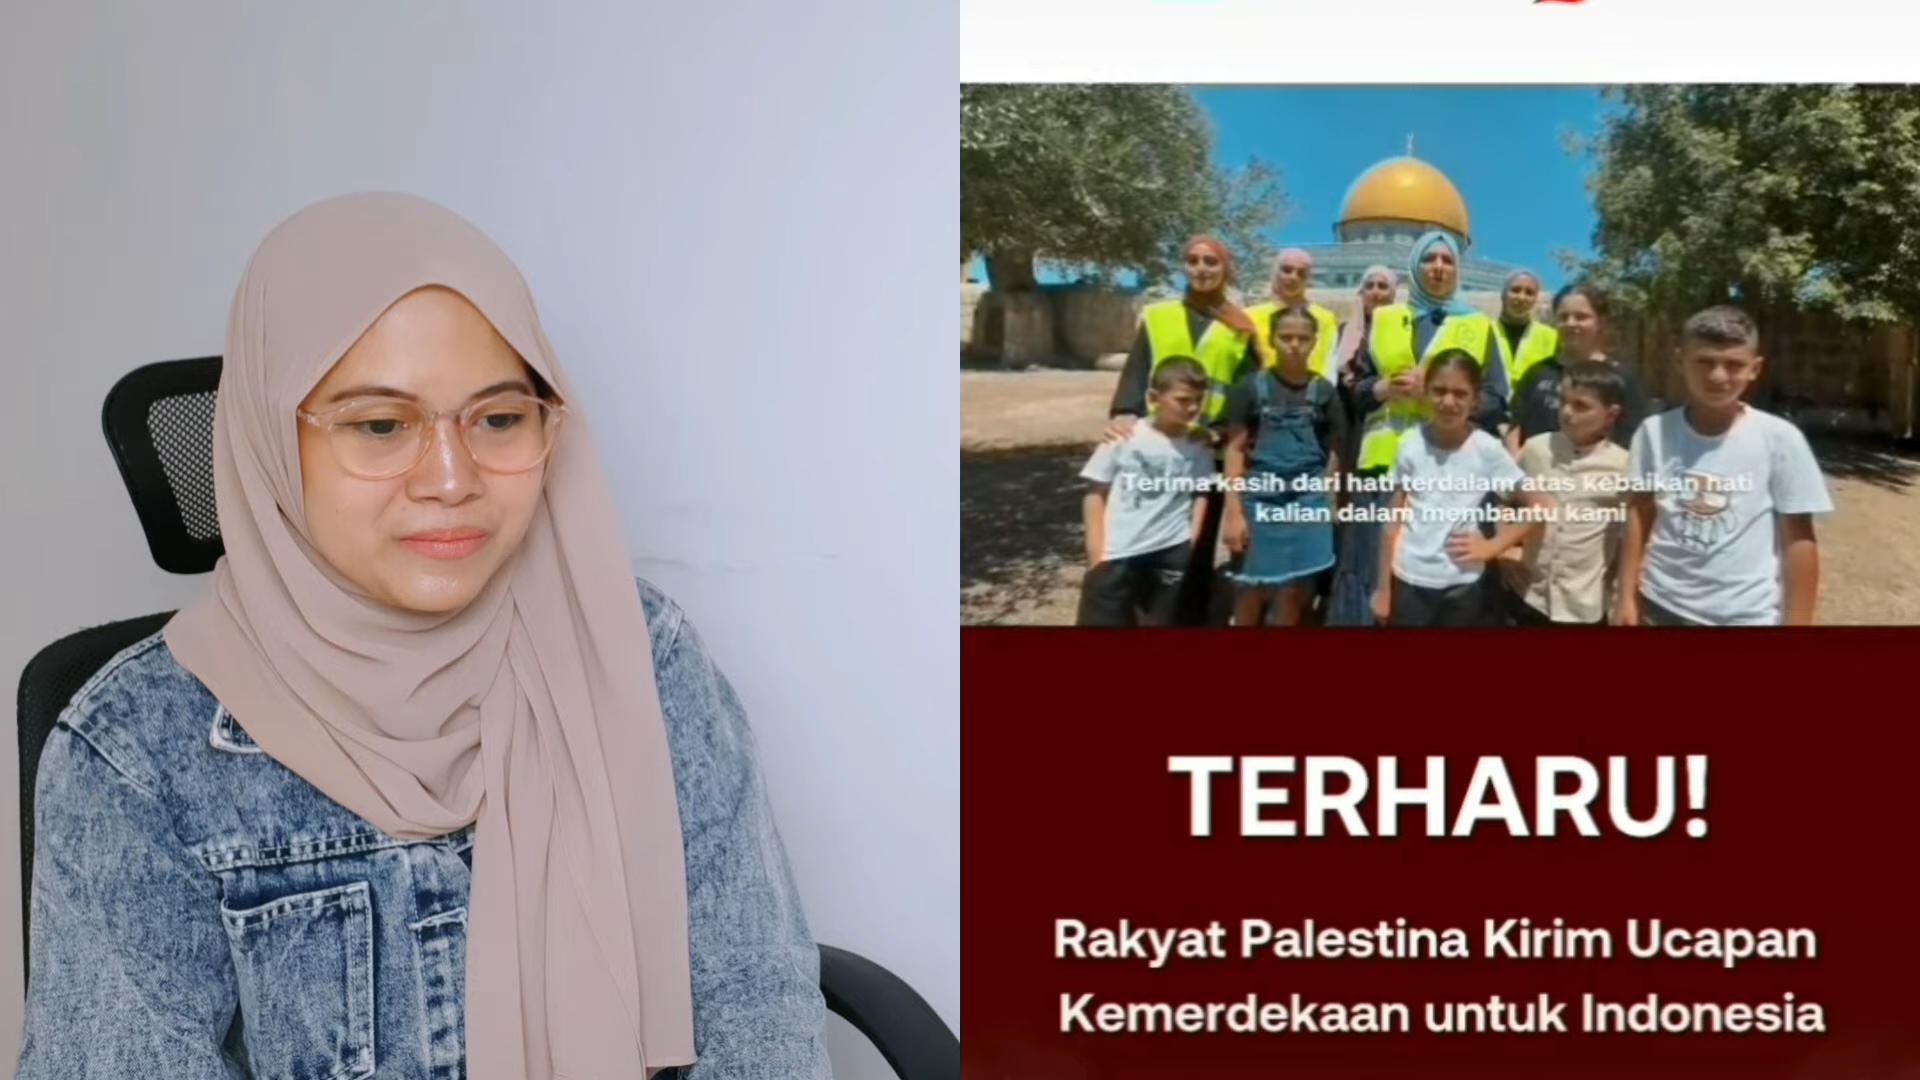 Terima kasih dari hati terdalam atas kebaikan hati
kalian dalam membantu kami
TERHARU!
Rakyat Palestina Kirim Ucapan
Kemerdekaan untuk Indonesia